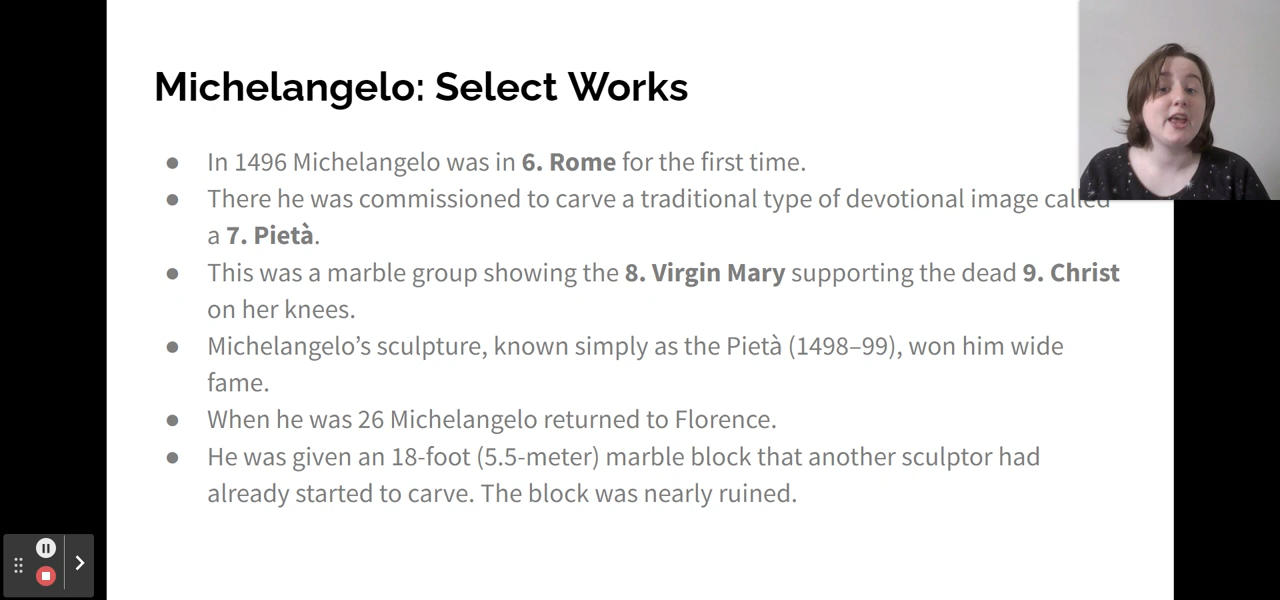 Michelangelo: Select Works
● In 1496 Michelangelo was in 6. Rome for the first time.
● There he was commissioned to carve a traditional type of devotional image called
a 7. Pietà.
● This was a marble group showing the 8. Virgin Mary supporting the dead 9. Christ
on her knees.
● Michelangelo’s sculpture, known simply as the Pietà (1498–99), won him wide
fame.
● When he was 26 Michelangelo returned to Florence.
● He was given an 18-foot (5.5-meter) marble block that another sculptor had
already started to carve. The block was nearly ruined.